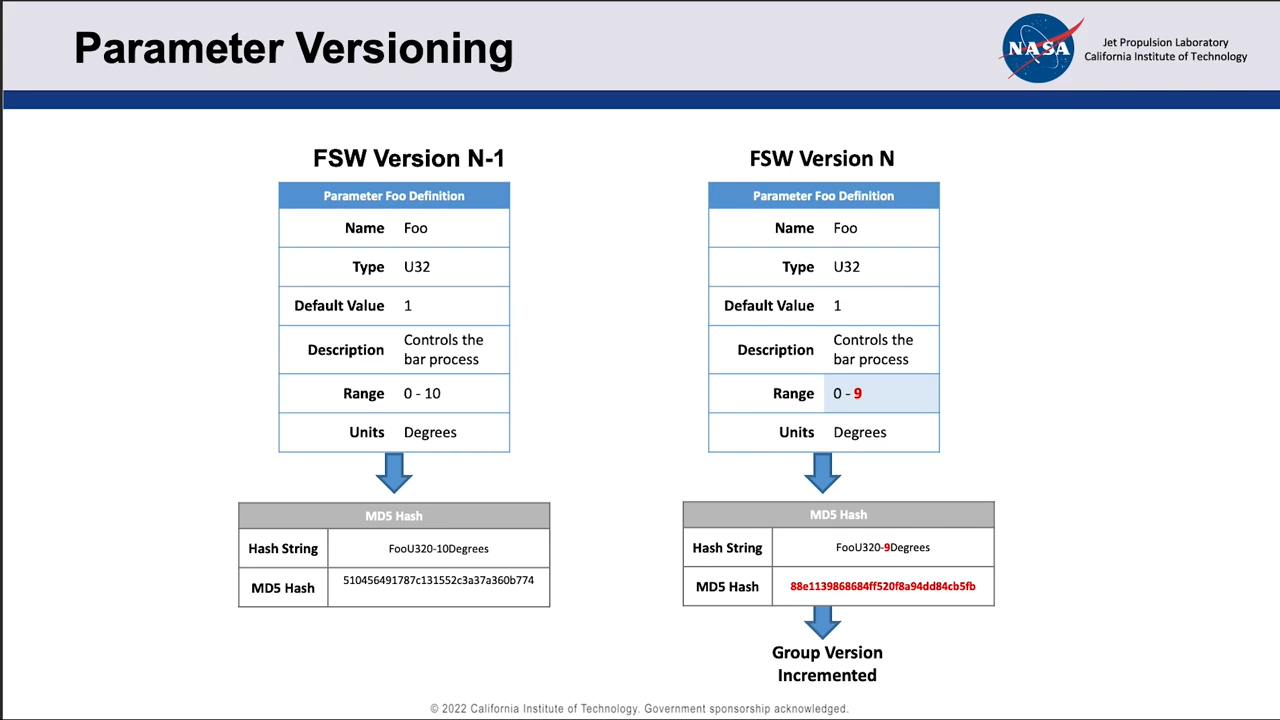 Parameter Versioning
NASA
Jet Propulsion Laboratory
California Institute of Technology
FSW Version N-1
Parameter Foo Definition
Name Foo
Type U32
Default Value 1
Description Controls the
bar process
Range 0 - 10
Units Degrees
MD5 Hash
Hash String FooU320-10Degrees
MD5 Hash 510456491787c131552c3a37a360b774
FSW Version N
Parameter Foo Definition
Name Foo
Type U32
Default Value 1
Description Controls the
bar process
Range 0 - 9
Units Degrees
MD5 Hash
Hash String FooU320-9Degrees
MD5 Hash 88e1139868684ff520f8a94dd84cb5fb
Group Version
Incremented
© 2022 California Institute of Technology. Government sponsorship acknowledged.